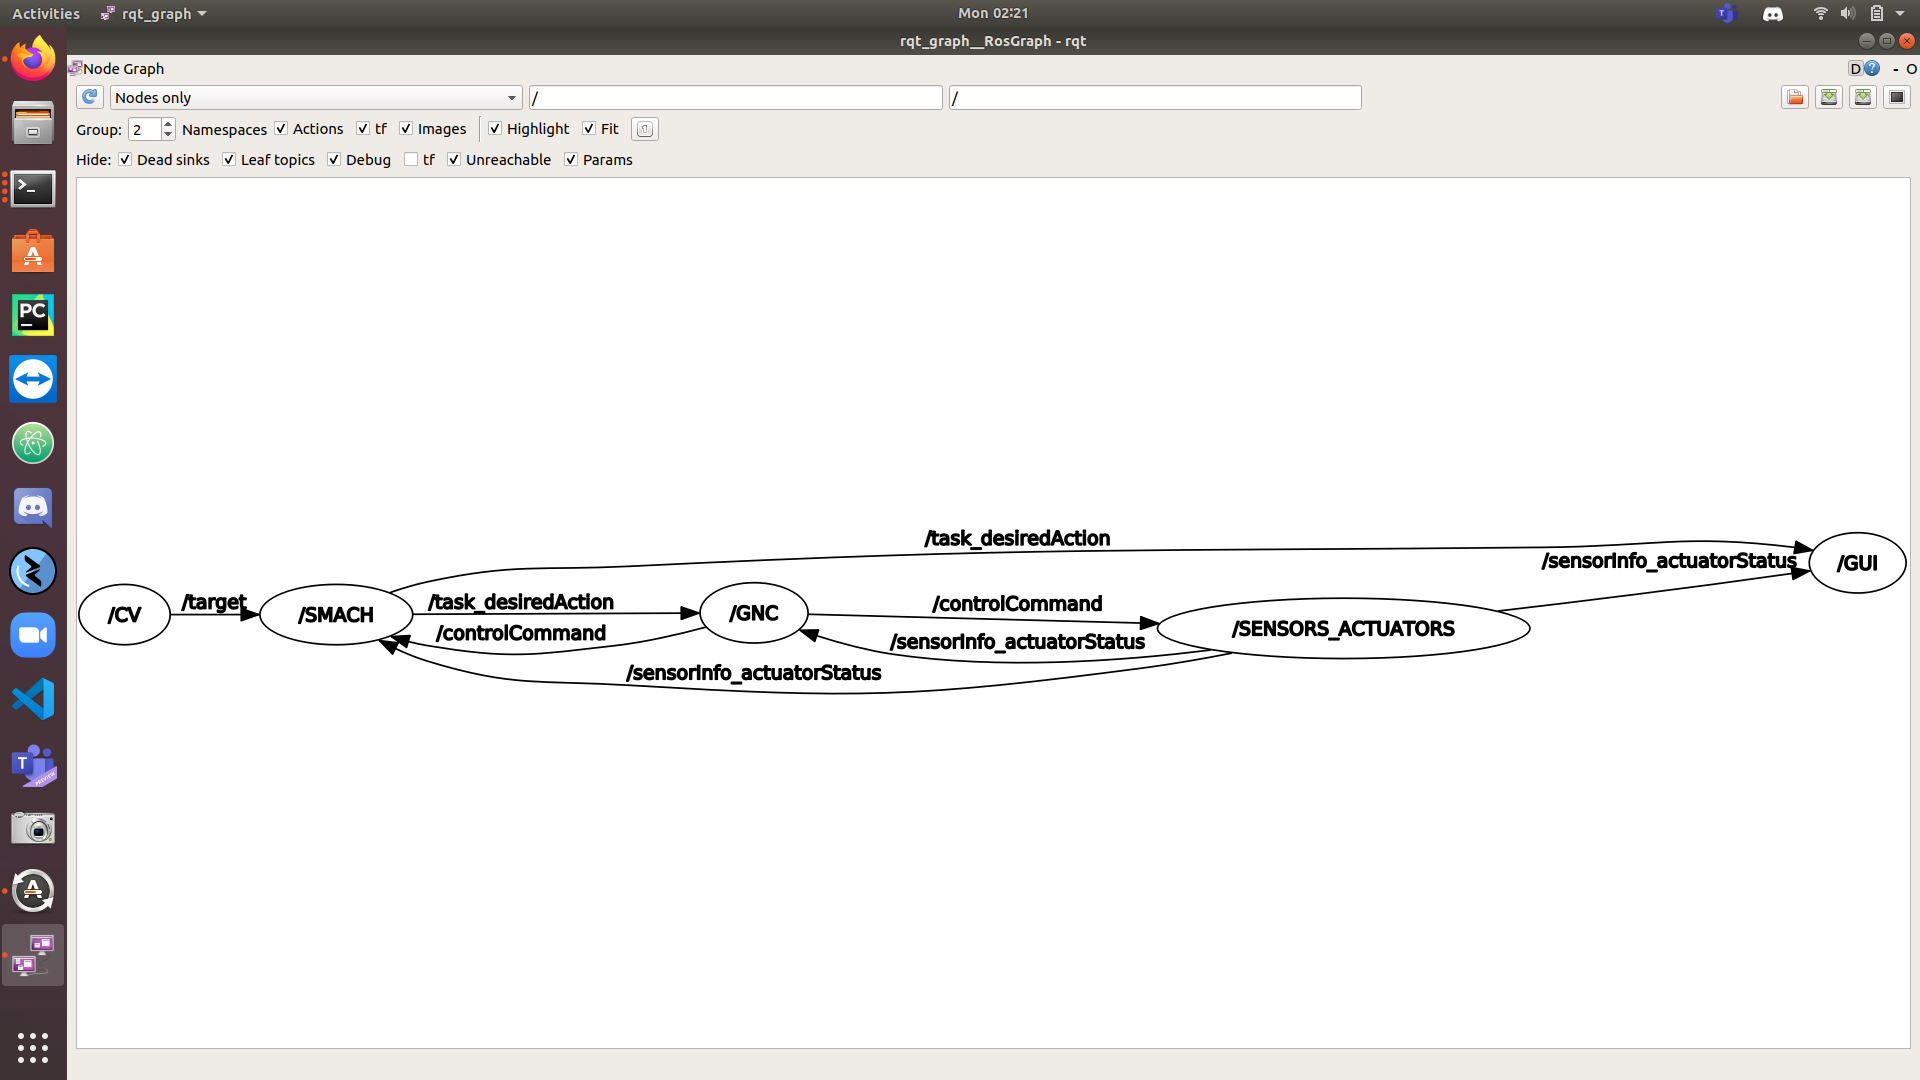 Activities rqt_graph Mon 02:21
rqt_graph__RosGraph - rqt
Node Graph D ? - O
Nodes only / /
Group: 2 Namespaces Actions tf Images Highlight Fit
Hide: Dead sinks Leaf topics Debug tf Unreachable Params
/task_desiredAction
/sensorInfo_actuatorStatus /GUI
/CV /target /SMACH /task_desiredAction /GNC /controlCommand /SENSORS_ACTUATORS
/controlCommand /sensorInfo_actuatorStatus
/sensorInfo_actuatorStatus
PC
T
PREVIEW